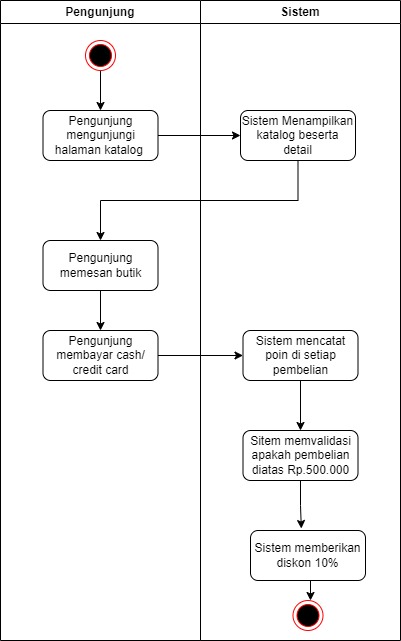 Pengunjung
Sistem
Pengunjung
mengunjungi
halaman katalog
Sistem Menampilkan
katalog beserta
detail
Pengunjung
memesan butik
Pengunjung
membayar cash/
credit card
Sistem mencatat
poin di setiap
pembelian
Sitem memvalidasi
apakah pembelian
diatas Rp.500.000
Sistem memberikan
diskon 10%